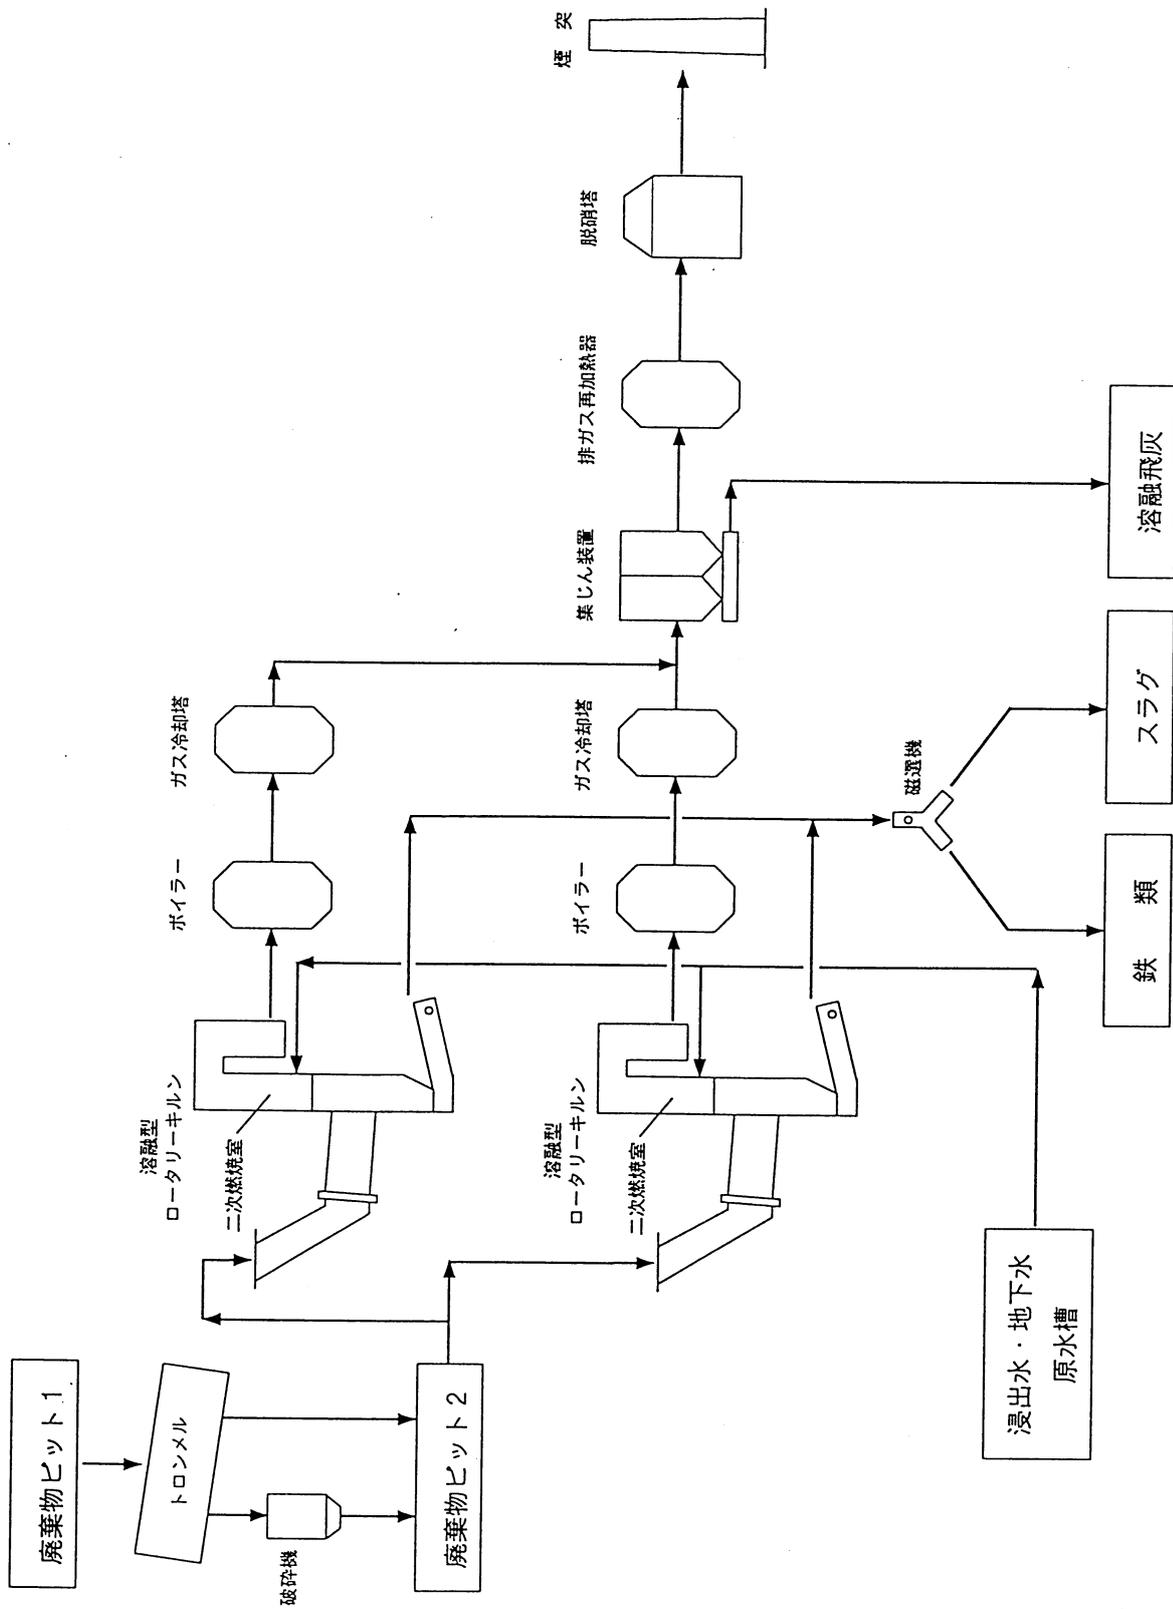 廃棄物ピット1
トロンメル
破砕機
廃棄物ピット2
溶融型
ロータリーキルン
二次燃焼室
ボイラー
ガス冷却塔
溶融型
ロータリーキルン
二次燃焼室
ボイラー
ガス冷却塔
集じん装置
排ガス再加熱器
脱硝塔
煙 突
浸出水・地下水
原水槽
磁選機
鉄 類
スラグ
溶融飛灰